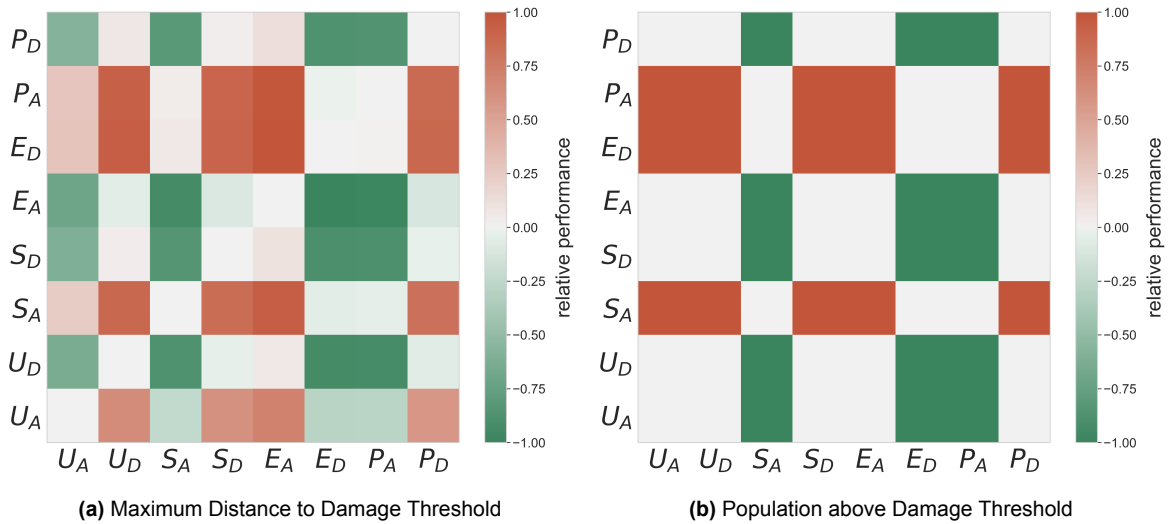 P_D
P_A
E_D
E_A
S_D
S_A
U_D
U_A
U_A U_D S_A S_D E_A E_D P_A P_D
1.00
0.75
0.50
0.25
0.00
−0.25
−0.50
−0.75
−1.00
relative performance
(a) Maximum Distance to Damage Threshold
P_D
P_A
E_D
E_A
S_D
S_A
U_D
U_A
U_A U_D S_A S_D E_A E_D P_A P_D
1.00
0.75
0.50
0.25
0.00
−0.25
−0.50
−0.75
−1.00
relative performance
(b) Population above Damage Threshold